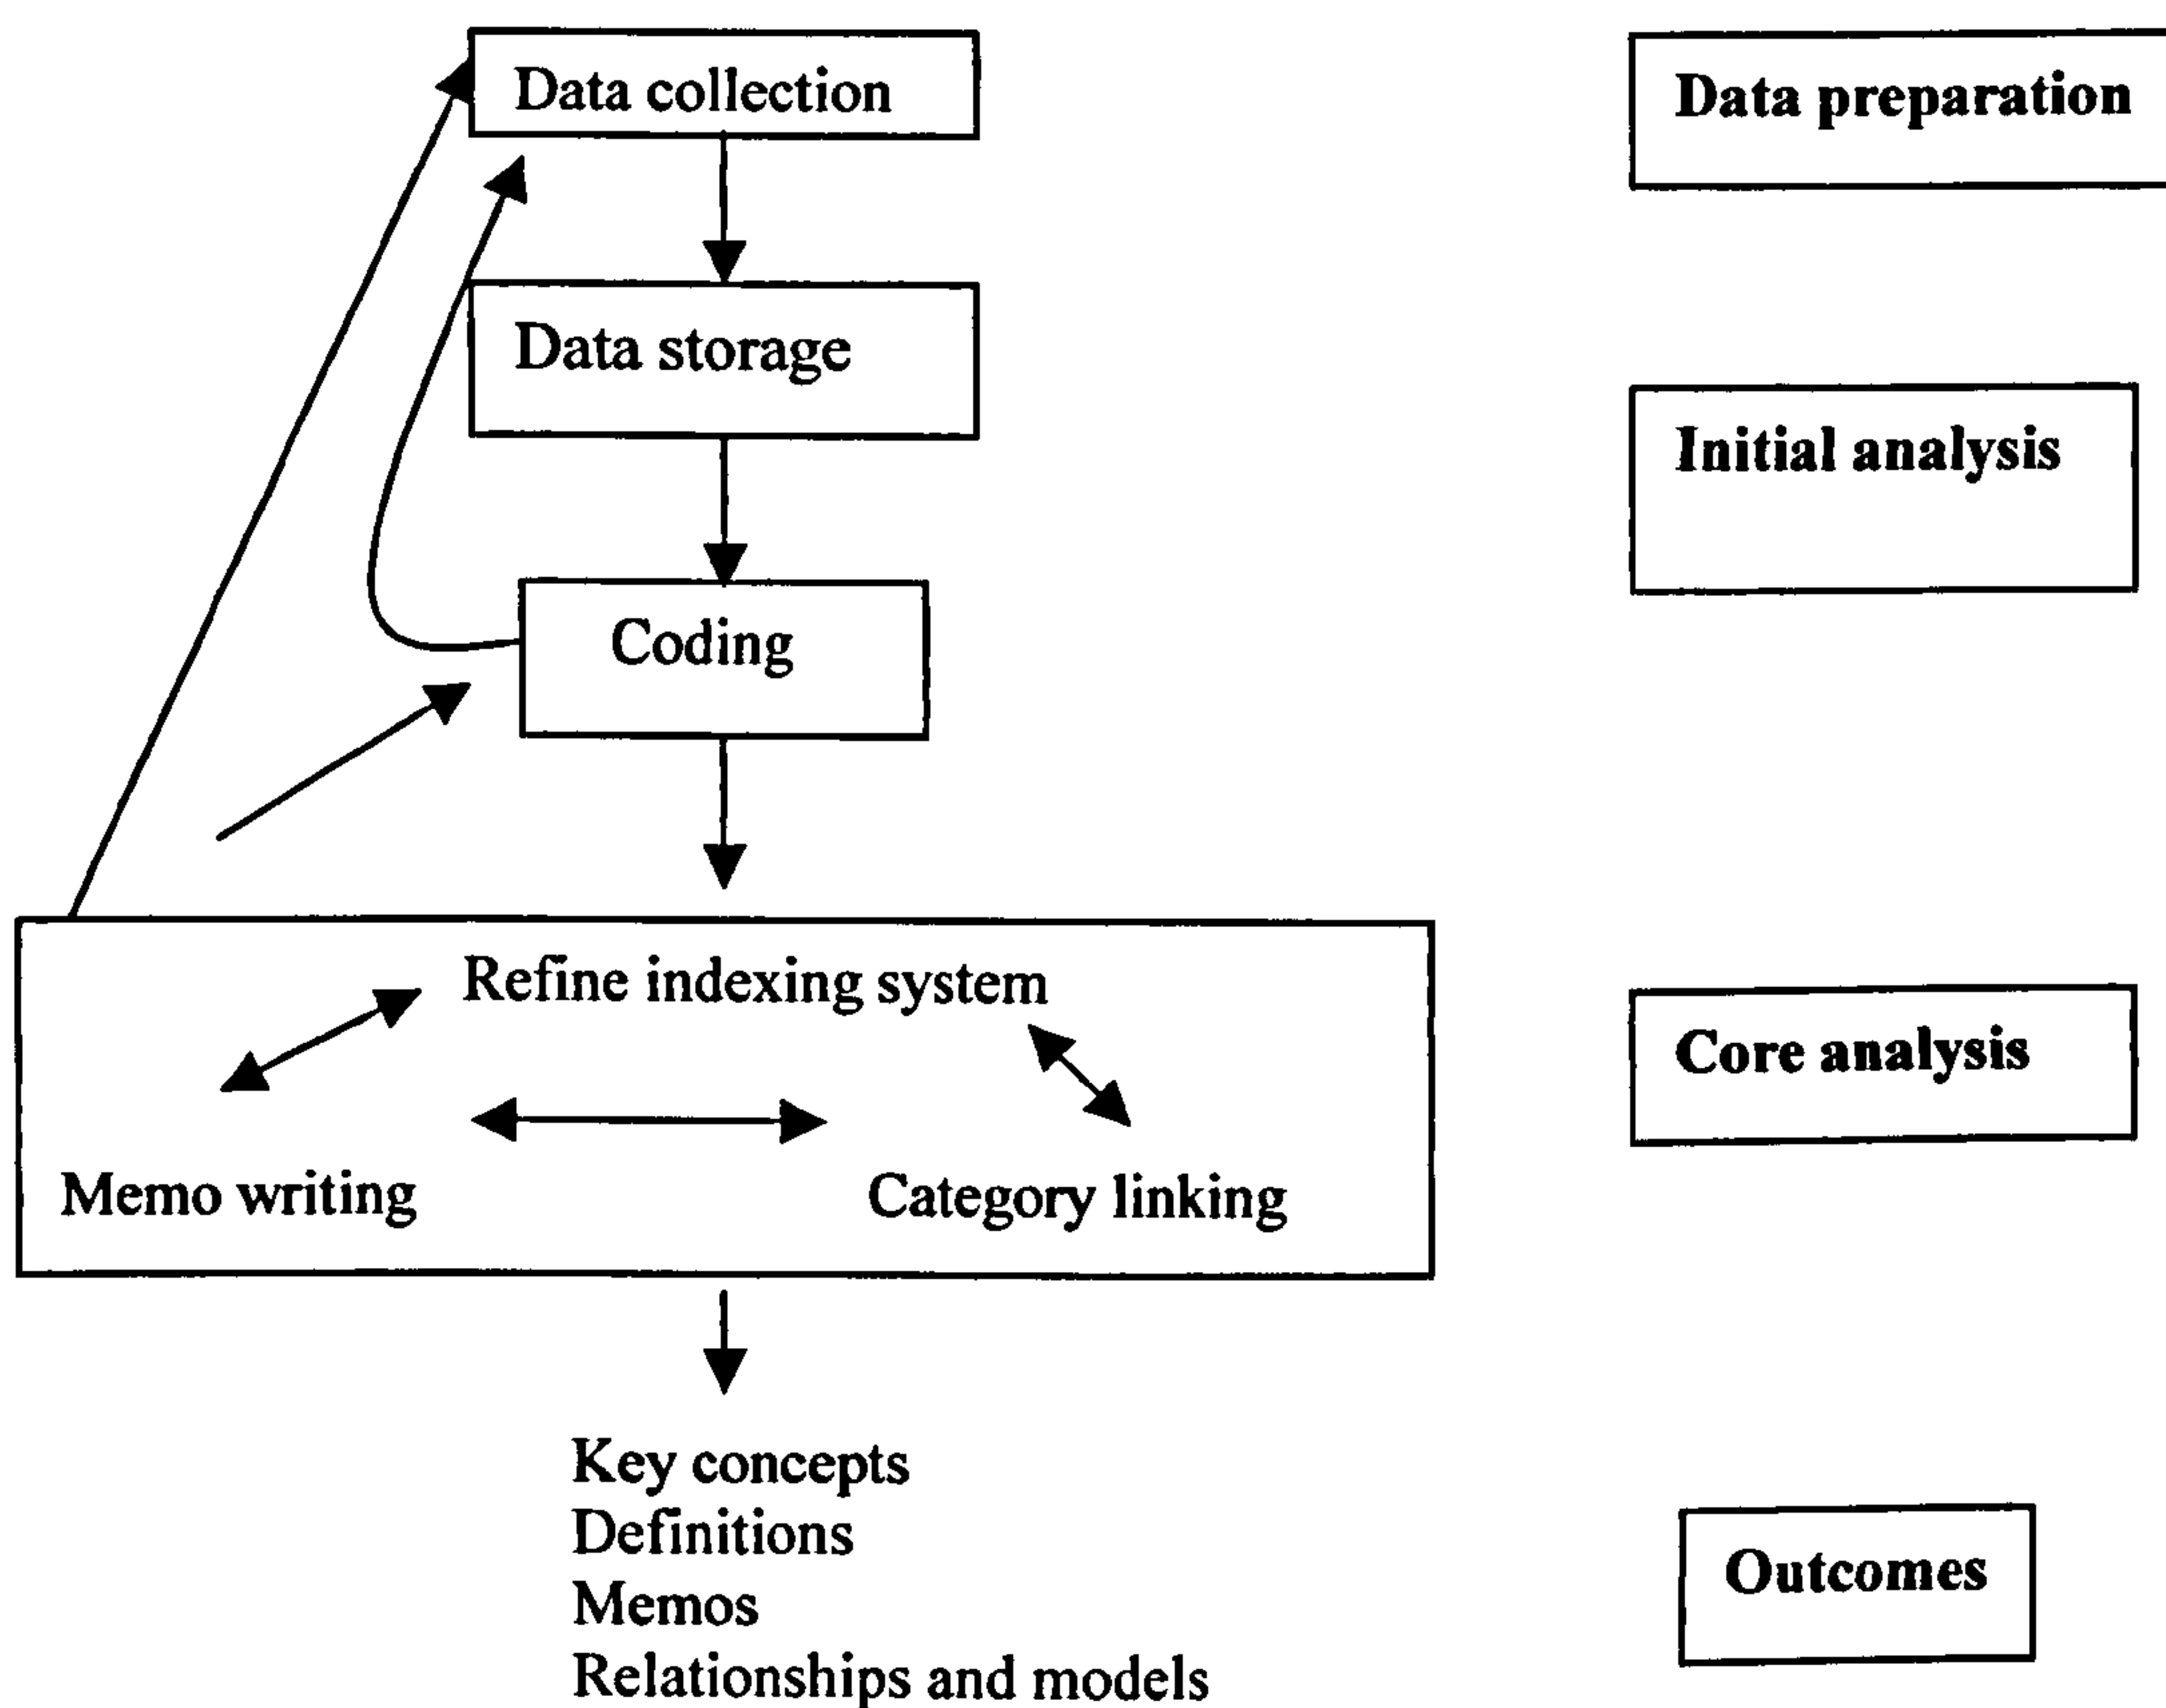 Data collection
Data preparation
Data storage
Initial analysis
Coding
Refine indexing system
Core analysis
Memo writing
Category linking
Key concepts
Definitions
Outcomes
Memos
Relationships and models